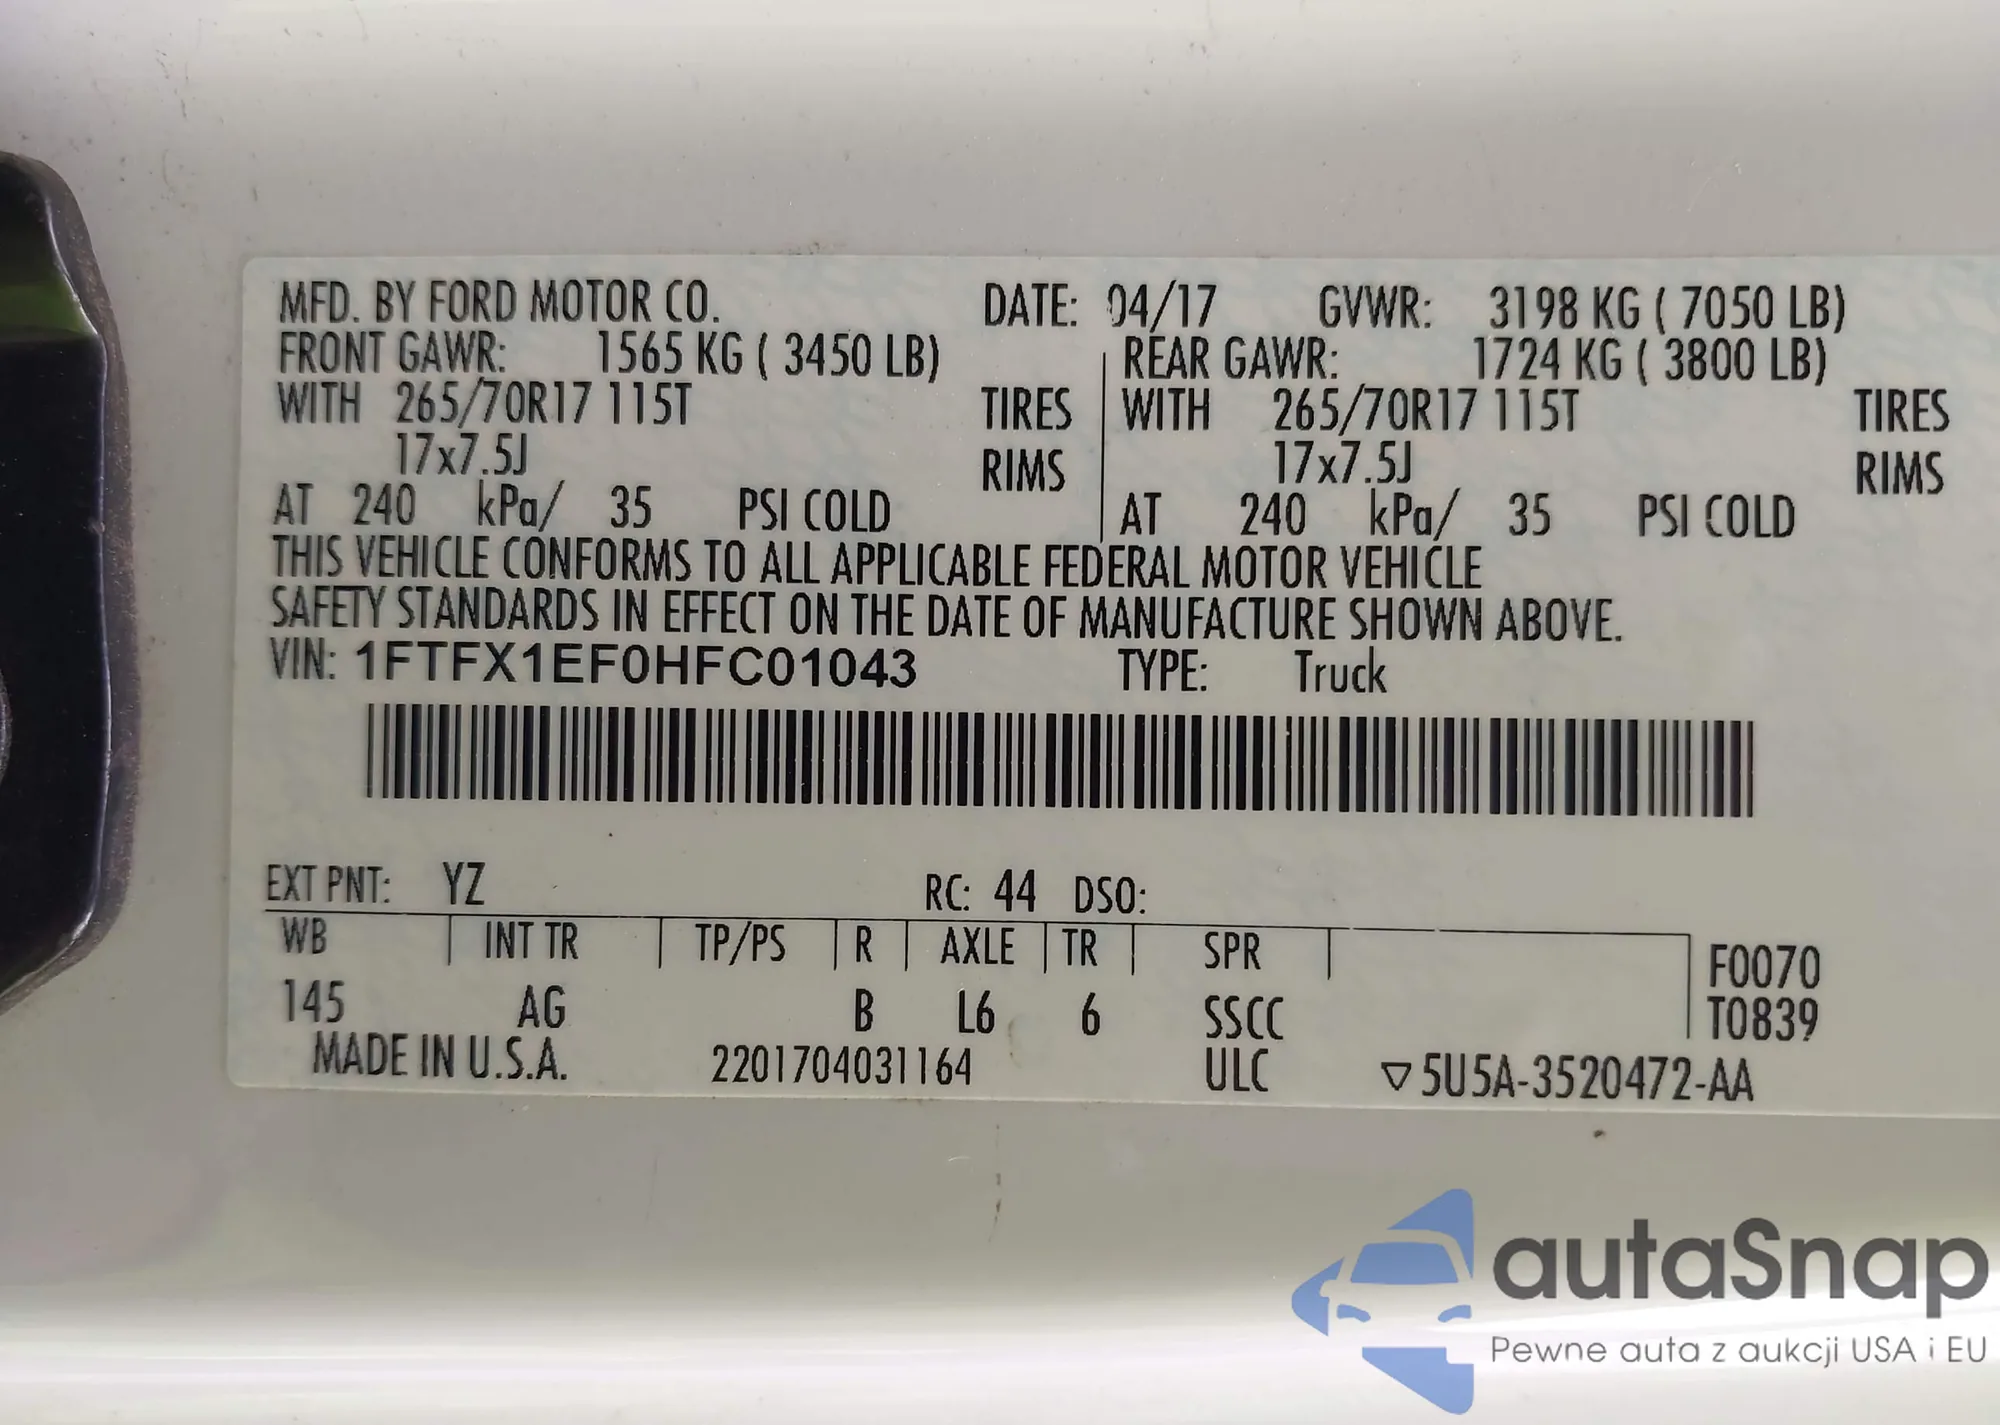 MFD. BY FORD MOTOR CO. DATE: 04/17 GVWR: 3198 KG ( 7050 LB)
FRONT GAWR: 1565 KG ( 3450 LB) REAR GAWR: 1724 KG ( 3800 LB)
WITH 265/70R17 115T TIRES WITH 265/70R17 115T TIRES
17x7.5J RIMS 17x7.5J RIMS
AT 240 kPa/ 35 PSI COLD AT 240 kPa/ 35 PSI COLD
THIS VEHICLE CONFORMS TO ALL APPLICABLE FEDERAL MOTOR VEHICLE
SAFETY STANDARDS IN EFFECT ON THE DATE OF MANUFACTURE SHOWN ABOVE.
VIN: 1FTFX1EF0HFC01043 TYPE: Truck
EXT PNT: YZ RC: 44 DSO:
WB INT TR TP/PS R AXLE TR SPR F0070
145 AG B L6 6 SSCC T0839
MADE IN U.S.A. 2201704031164 ULC ▽5U5A-3520472-AA
autaSnap
Pewne auta z aukcji USA i EU